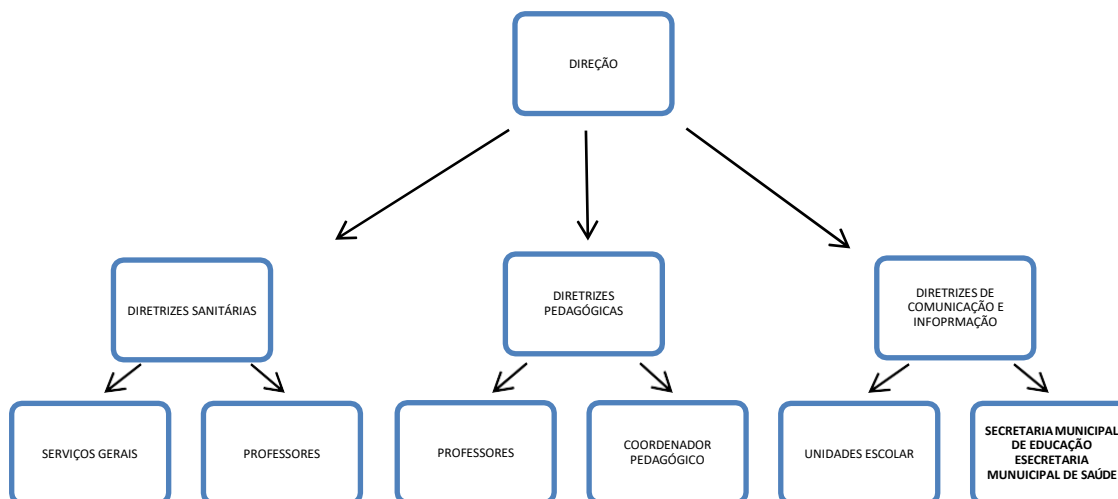 DIREÇÃO
DIRETRIZES SANITÁRIAS
DIRETRIZES
PEDAGÓGICAS
DIRETRIZES DE
COMUNICAÇÃO E
INFOPRMAÇÃO
SERVIÇOS GERAIS
PROFESSORES
PROFESSORES
COORDENADOR
PEDAGÓGICO
UNIDADES ESCOLAR
SECRETARIA MUNICIPAL
DE EDUCAÇÃO
ESECRETARIA
MUNUICIPAL DE SAÚDE